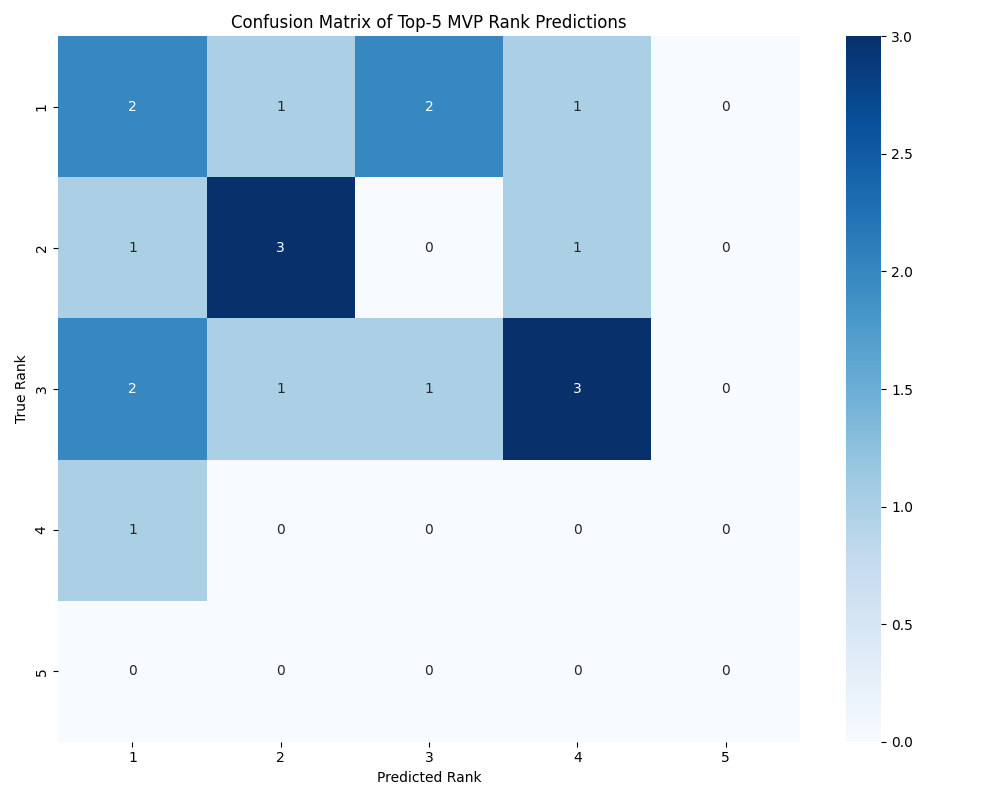 Confusion Matrix of Top-5 MVP Rank Predictions
True Rank
1 2 1 2 1 0
2 1 3 0 1 0
3 2 1 1 3 0
4 1 0 0 0 0
5 0 0 0 0 0
1 2 3 4 5
Predicted Rank
3.0
2.5
2.0
1.5
1.0
0.5
0.0